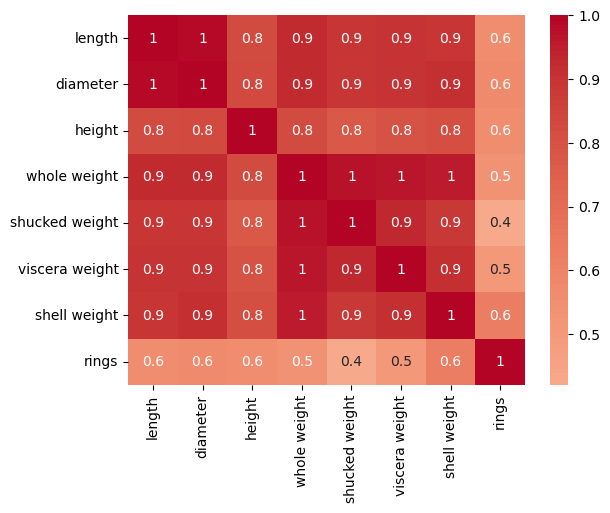 length 1 1 0.8 0.9 0.9 0.9 0.9 0.6
diameter 1 1 0.8 0.9 0.9 0.9 0.9 0.6
height 0.8 0.8 1 0.8 0.8 0.8 0.8 0.6
whole weight 0.9 0.9 0.8 1 1 1 1 0.5
shucked weight 0.9 0.9 0.8 1 1 0.9 0.9 0.4
viscera weight 0.9 0.9 0.8 1 0.9 1 0.9 0.5
shell weight 0.9 0.9 0.8 1 0.9 0.9 1 0.6
rings 0.6 0.6 0.6 0.5 0.4 0.5 0.6 1
length
diameter
height
whole weight
shucked weight
viscera weight
shell weight
rings
1.0
0.9
0.8
0.7
0.6
0.5